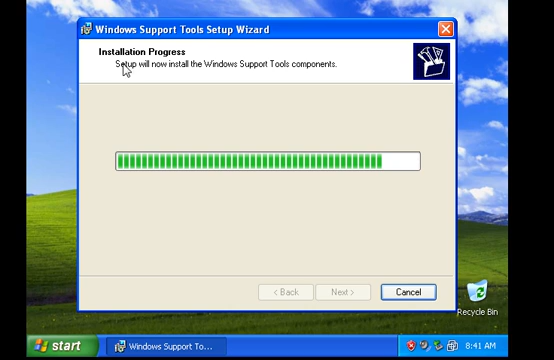 Windows Support Tools Setup Wizard
Installation Progress
Setup will now install the Windows Support Tools components.
< Back
Next >
Cancel
Recycle Bin
start
Windows Support To...
8:41 AM